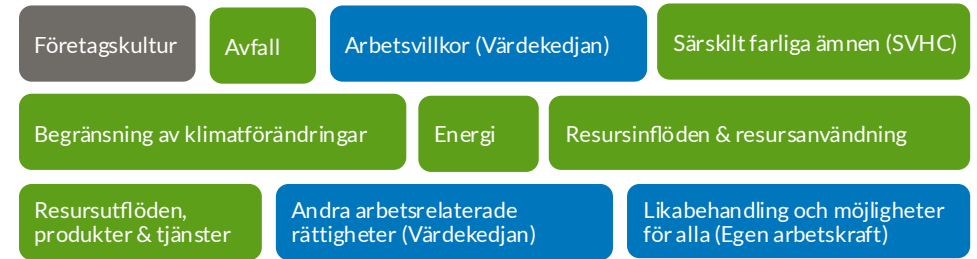 Företagskultur
Avfall
Arbetsvillkor (Värdekedjan)
Särskilt farliga ämnen (SVHC)
Begränsning av klimatförändringar
Energi
Resursinflöden & resursanvändning
Resursutflöden,
produkter & tjänster
Andra arbetsrelaterade
rättigheter (Värdekedjan)
Likabehandling och möjligheter
för alla (Egen arbetskraft)